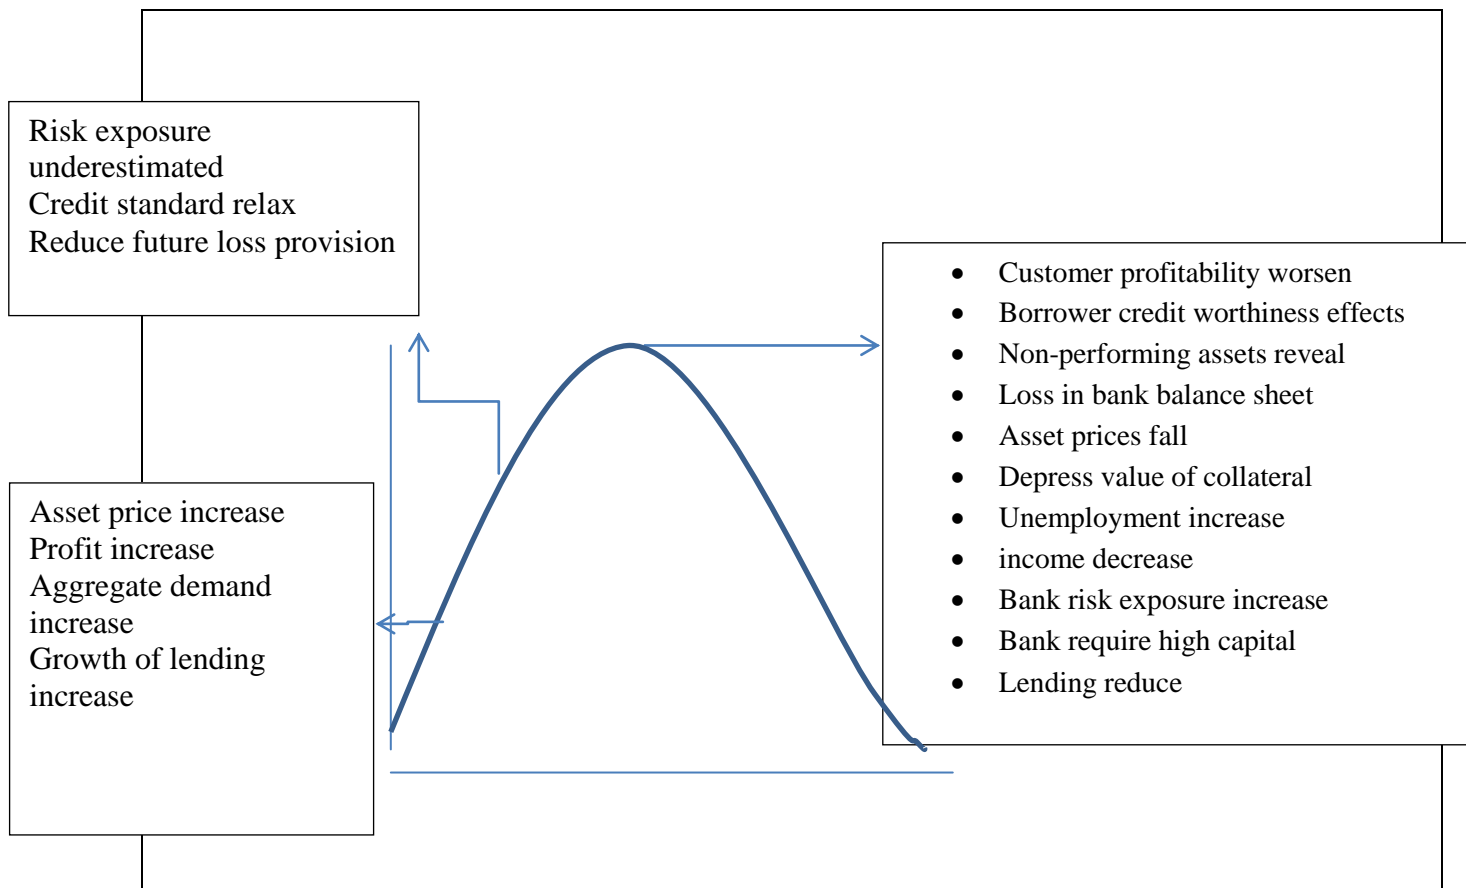 Risk exposure
underestimated
Credit standard relax
Reduce future loss provision
Asset price increase
Profit increase
Aggregate demand
increase
Growth of lending
increase
• Customer profitability worsen
• Borrower credit worthiness effects
• Non-performing assets reveal
• Loss in bank balance sheet
• Asset prices fall
• Depress value of collateral
• Unemployment increase
• income decrease
• Bank risk exposure increase
• Bank require high capital
• Lending reduce